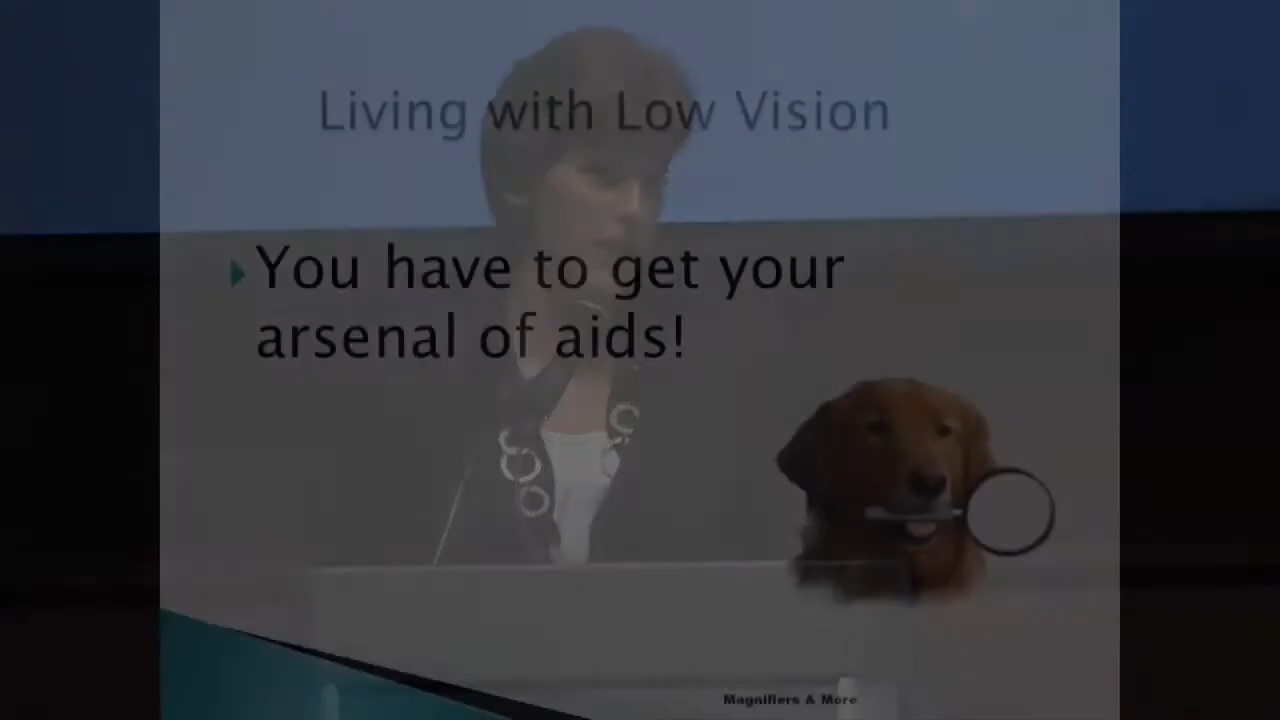 Living with Low Vision
You have to get your
arsenal of aids!
Magnifiers & More